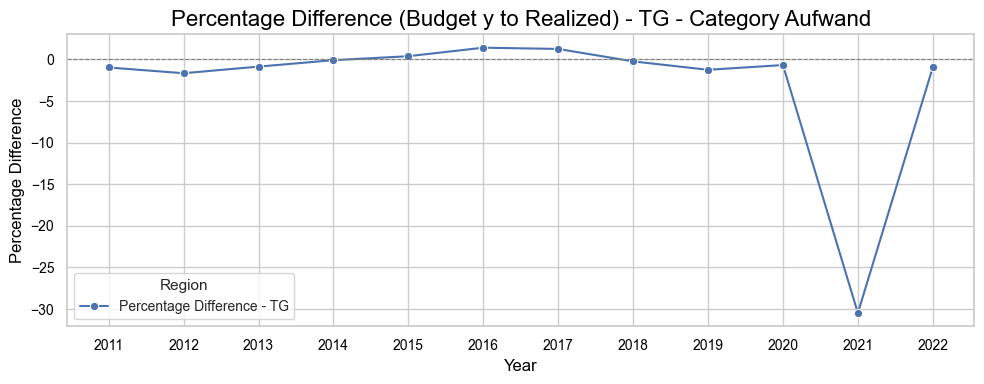 Percentage Difference (Budget y to Realized) - TG - Category Aufwand
Percentage Difference
0
−5
−10
−15
−20
−25
−30
Region
Percentage Difference - TG
2011 2012 2013 2014 2015 2016 2017 2018 2019 2020 2021 2022
Year